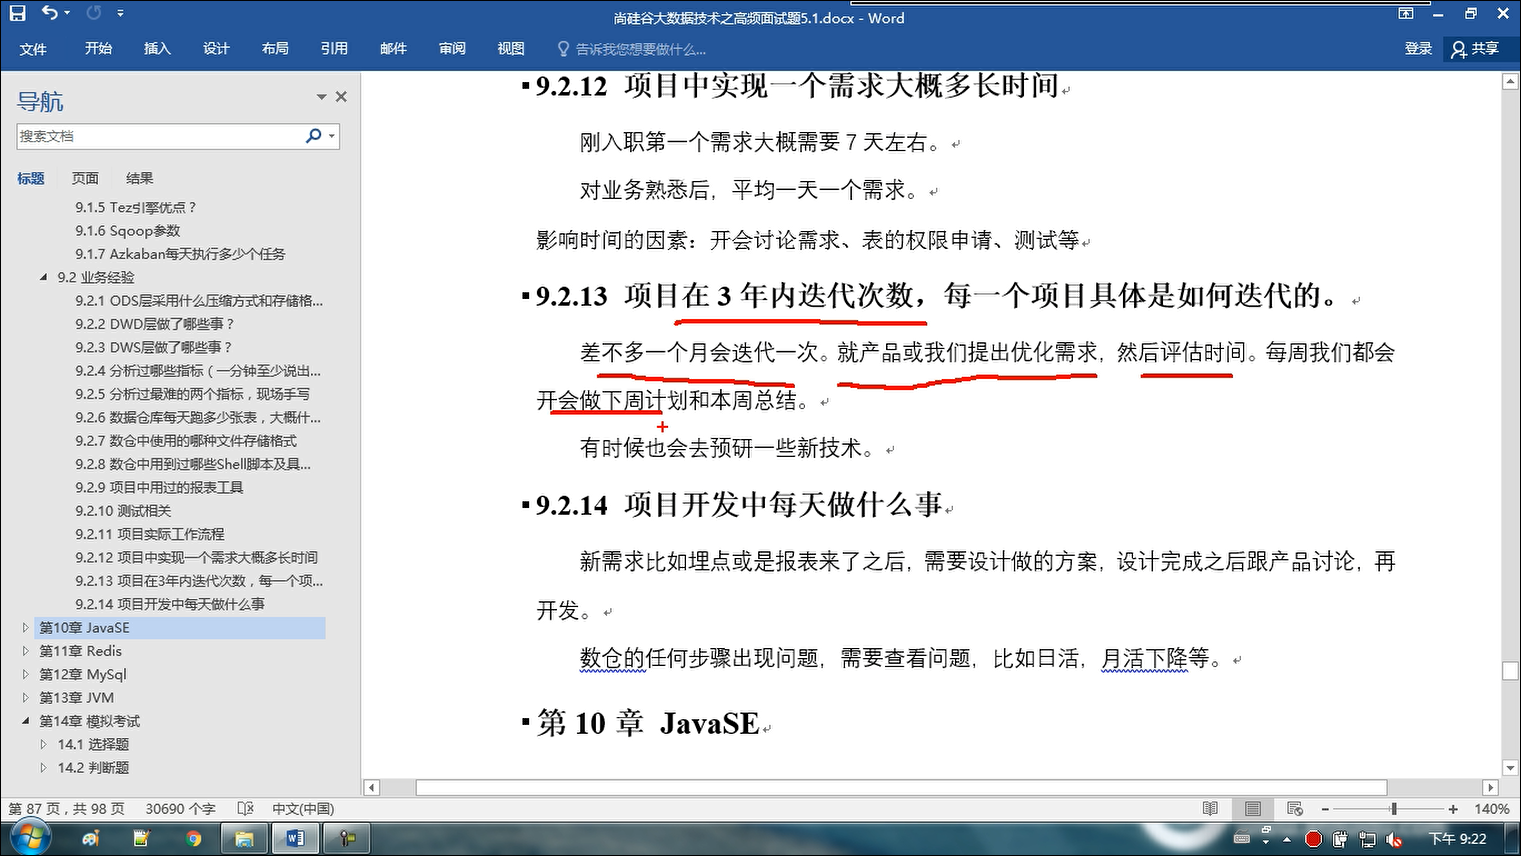 尚硅谷大数据技术之高频面试题5.1.docx - Word
文件 开始 插入 设计 布局 引用 邮件 审阅 视图 告诉我您想要做什么... 登录 共享
导航
搜索文档
标题 页面 结果
9.1.5 Tez引擎优点？
9.1.6 Sqoop参数
9.1.7 Azkaban每天执行多少个任务
9.2 业务经验
9.2.1 ODS层采用什么压缩方式和存储格...
9.2.2 DWD层做了哪些事？
9.2.3 DWS层做了哪些事？
9.2.4 分析过哪些指标（一分钟至少说出...
9.2.5 分析过最难的两个指标，现场手写
9.2.6 数据仓库每天跑多少张表，大概什...
9.2.7 数仓中使用的哪种文件存储格式
9.2.8 数仓中用到过哪些Shell脚本及具...
9.2.9 项目中用过的报表工具
9.2.10 测试相关
9.2.11 项目实际工作流程
9.2.12 项目中实现一个需求大概多长时间
9.2.13 项目在3年内迭代次数，每一个项...
9.2.14 项目开发中每天做什么事
第10章 JavaSE
第11章 Redis
第12章 MySql
第13章 JVM
第14章 模拟考试
14.1 选择题
14.2 判断题
9.2.12 项目中实现一个需求大概多长时间
刚入职第一个需求大概需要 7 天左右。
对业务熟悉后，平均一天一个需求。
影响时间的因素：开会讨论需求、表的权限申请、测试等
9.2.13 项目在 3 年内迭代次数，每一个项目具体是如何迭代的。
差不多一个月会迭代一次。就产品或我们提出优化需求，然后评估时间。每周我们都会
开会做下周计划和本周总结。
有时候也会去预研一些新技术。
9.2.14 项目开发中每天做什么事
新需求比如埋点或是报表来了之后，需要设计做的方案，设计完成之后跟产品讨论，再
开发。
数仓的任何步骤出现问题，需要查看问题，比如日活，月活下降等。
第 10 章 JavaSE
第 87 页，共 98 页 30690 个字 中文(中国) 140%
下午 9:22